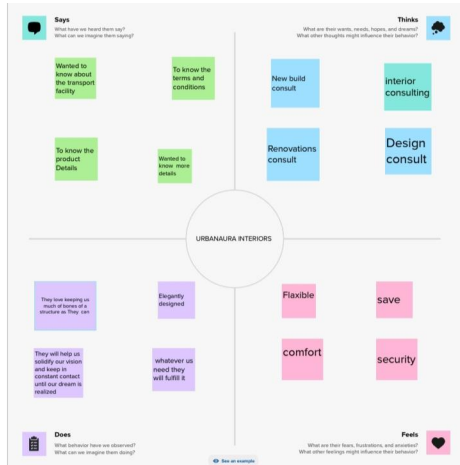 Says
What have we heard them say?
What can we imagine them saying?
Wanted to
know about
the transport
facility
To know the
terms and
conditions
To know the
product
Details
Wanted to
know more
details
Thinks
What are their wants, needs, hopes, and dreams?
What other thoughts might influence their behavior?
New build
consult
interior
consulting
Renovations
consult
Design
consult
URBANAURA INTERIORS
They love keeping us
much of bones of a
structure as They can
Elegantly
designed
They will help us
solidify our vision
and keep in
constant contact
until our dream is
realized
whatever us
need they
will fulfill it
Does
What behavior have we observed?
What can we imagine them doing?
Flaxible
save
comfort
security
Feels
What are their fears, frustrations, and anxieties?
What other feelings might influence their behavior?
See an example